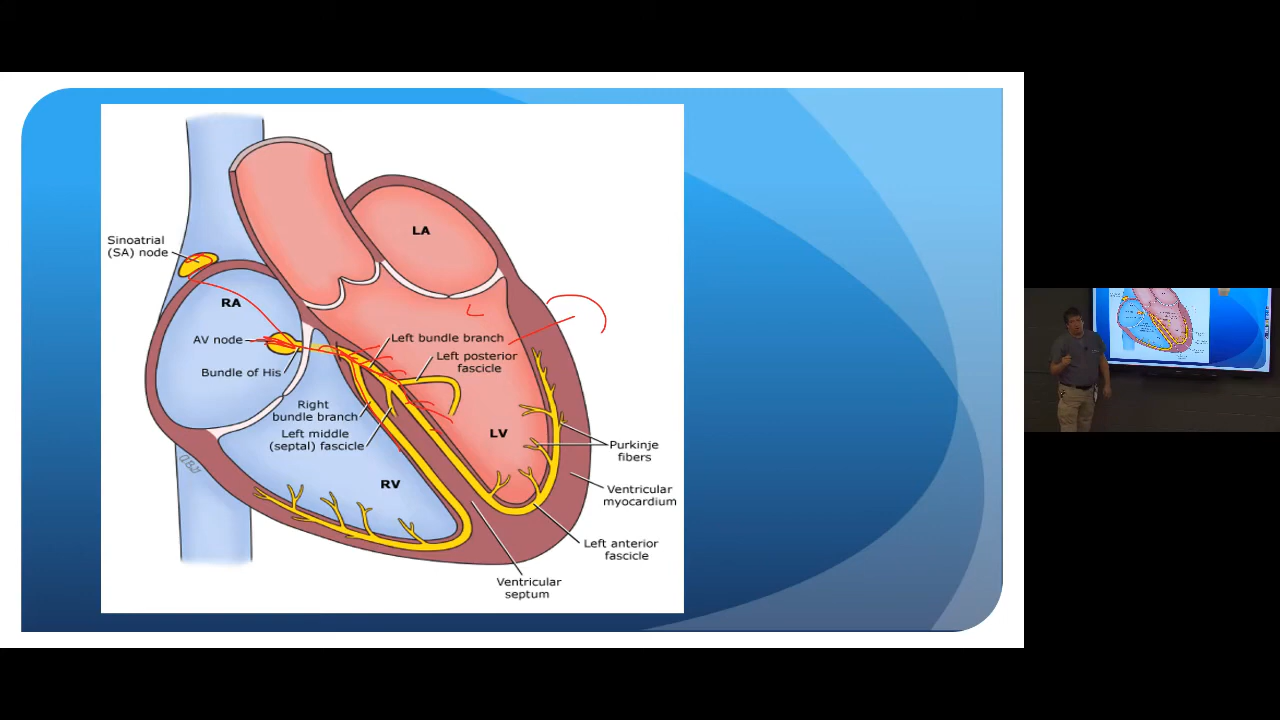 LA
Sinoatrial
(SA) node
RA
AV node
Left bundle branch
Left posterior
fascicle
Bundle of His
Right
bundle branch
Left middle
(septal) fascicle
LV
Purkinje
fibers
RV
Ventricular
myocardium
Left anterior
fascicle
Ventricular
septum